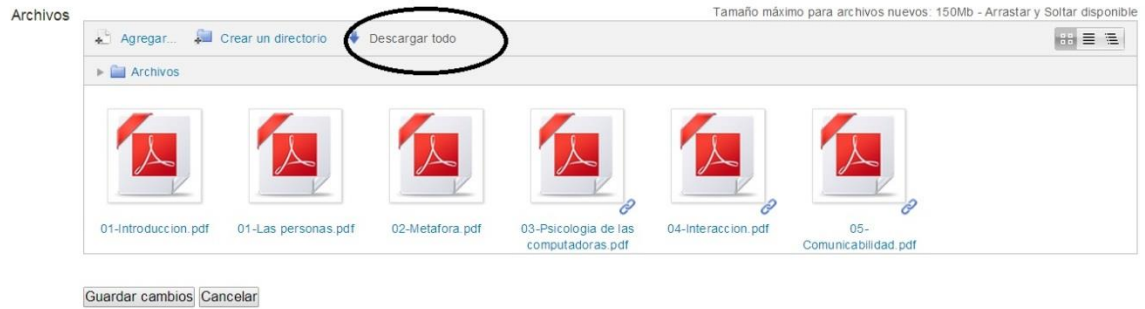 Archivos
Tamaño máximo para archivos nuevos: 150Mb - Arrastar y Soltar disponible
Agregar... Crear un directorio Descargar todo
Archivos
01-Introduccion.pdf 01-Las personas.pdf 02-Metafora.pdf 03-Psicologia de las computadoras.pdf 04-Interaccion.pdf 05-Comunicabilidad.pdf
Guardar cambios Cancelar